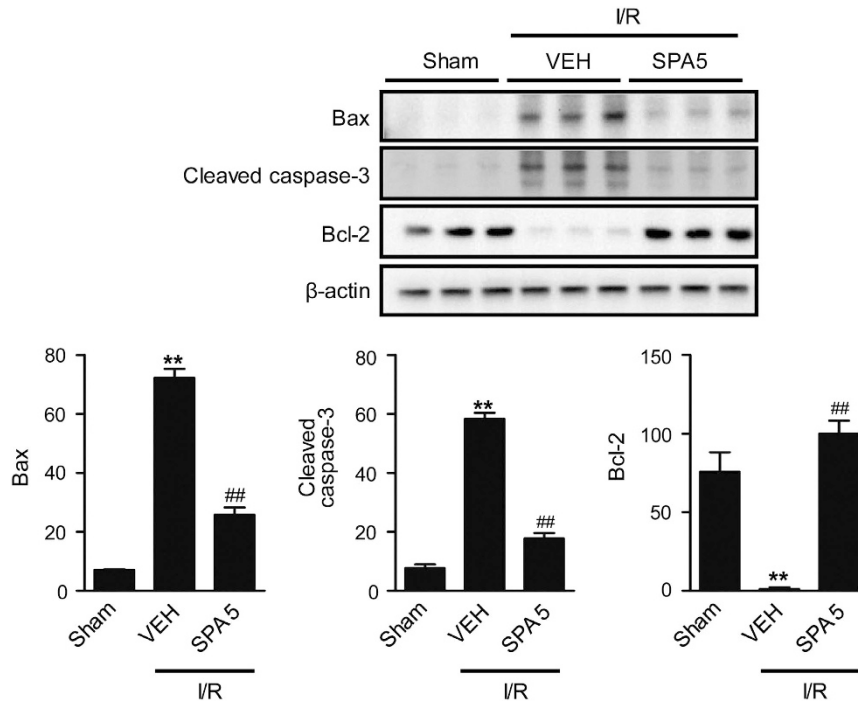 I/R
Sham VEH SPA5
Bax
Cleaved caspase-3
Bcl-2
β-actin
80
60
40
20
0
Bax
**
##
Sham
VEH
SPA5
I/R
80
60
40
20
0
Cleaved
caspase-3
**
##
Sham
VEH
SPA5
I/R
150
100
50
0
Bcl-2
**
##
Sham
VEH
SPA5
I/R